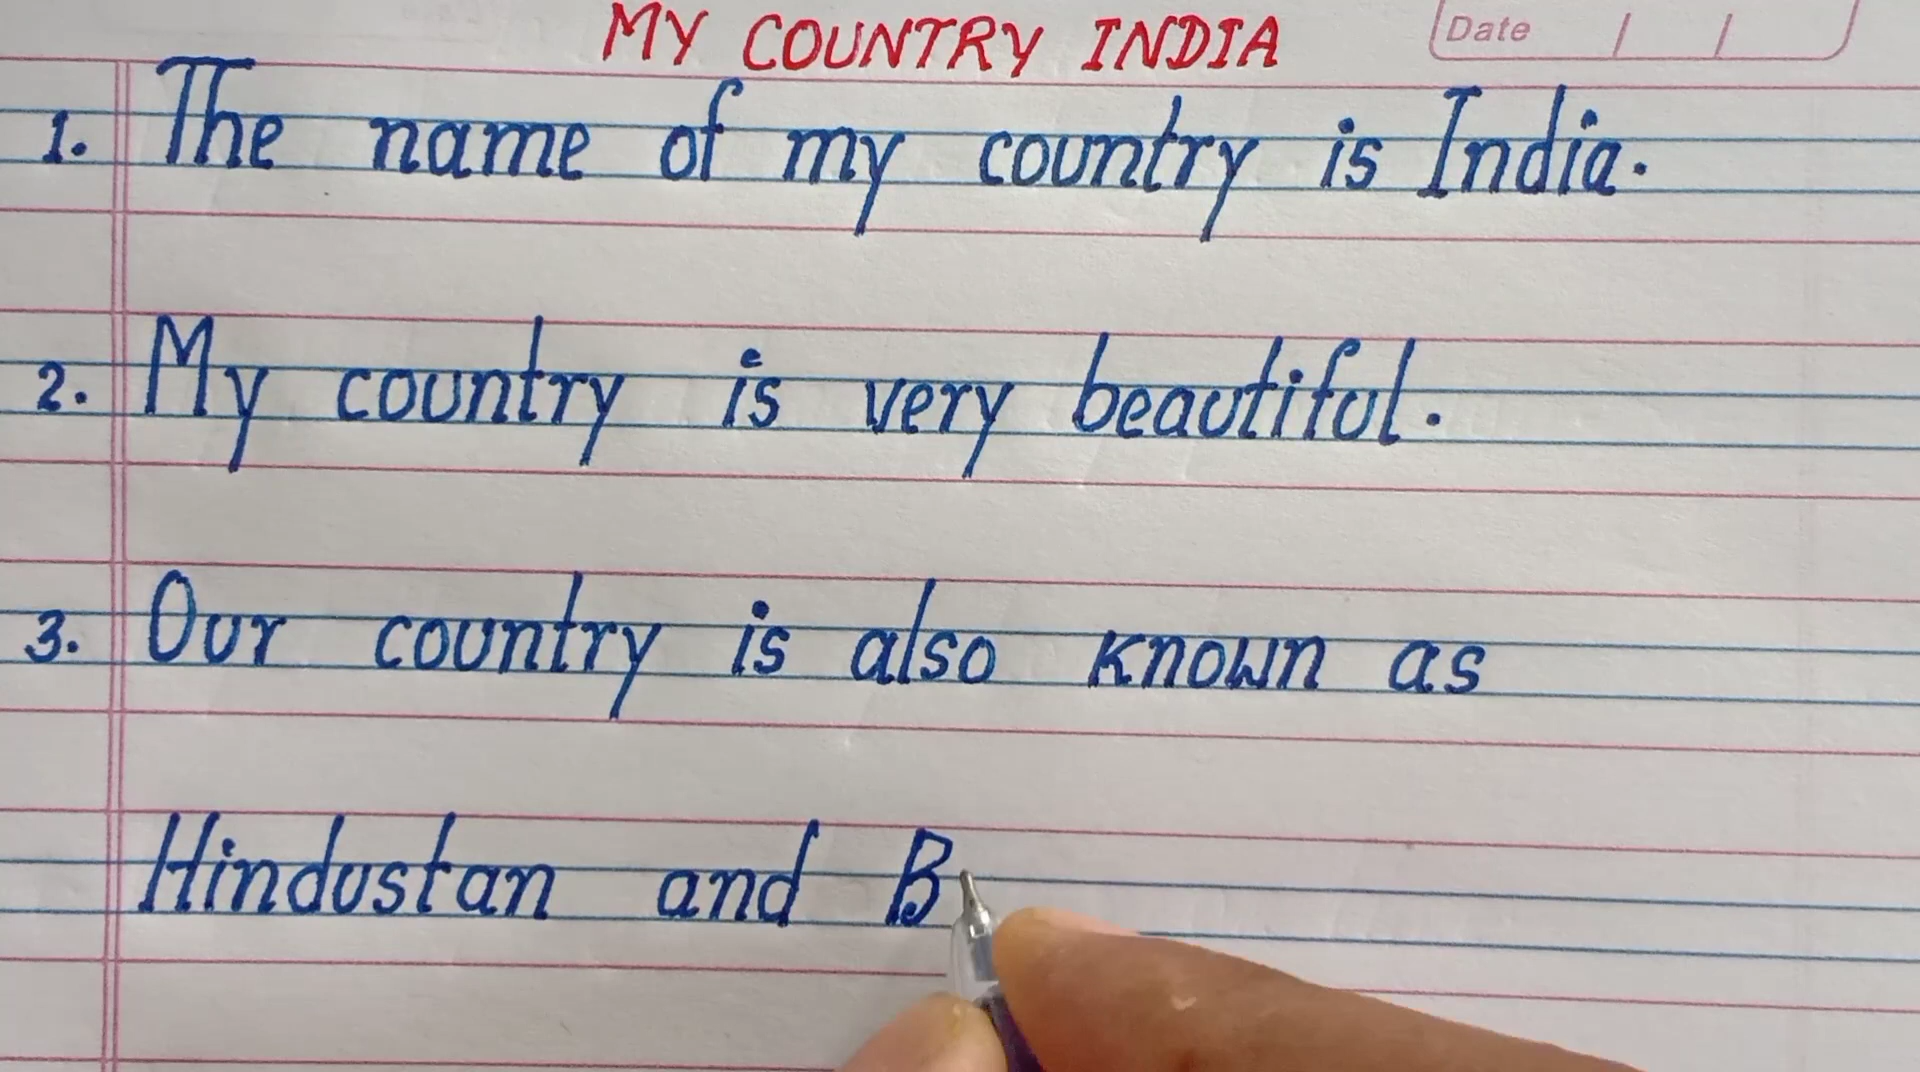 MY COUNTRY INDIA
Date / /
1. The name of my country is India.
2. My country is very beautiful.
3. Our country is also known as
Hindustan and B